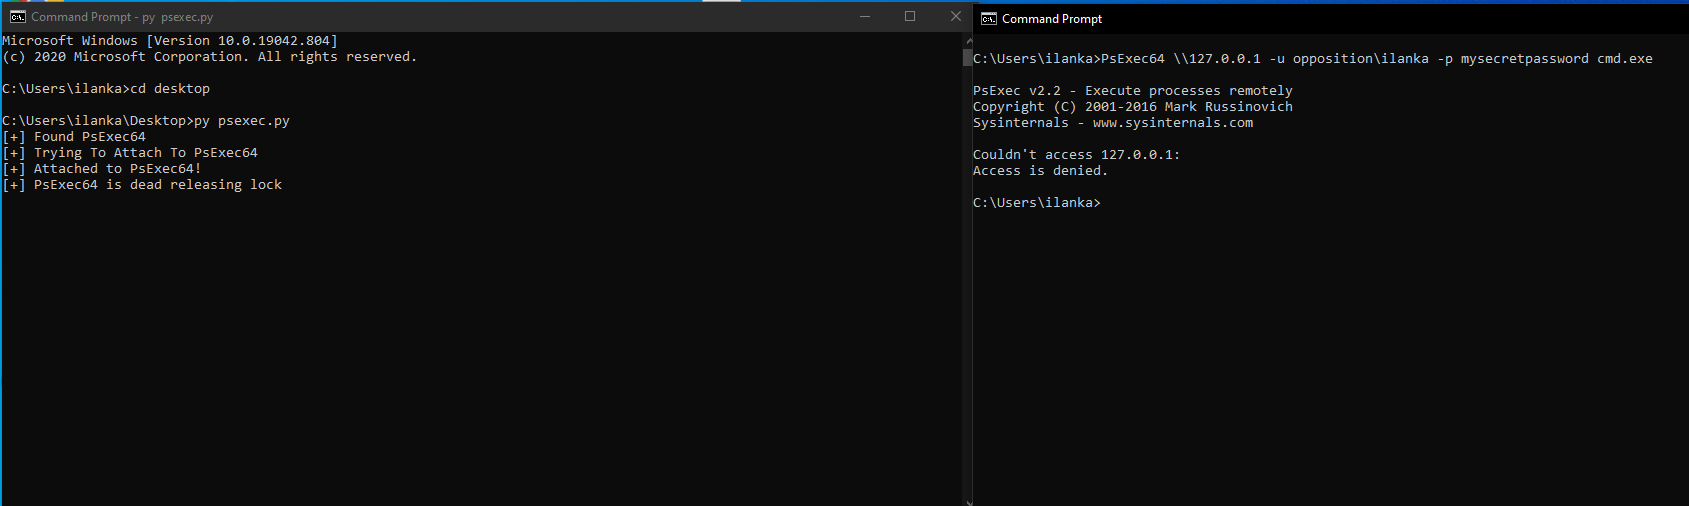 Command Prompt - py  psexec.py
Microsoft Windows [Version 10.0.19042.804]
(c) 2020 Microsoft Corporation. All rights reserved.
C:\Users\ilanka>cd desktop
C:\Users\ilanka\Desktop>py psexec.py
[+] Found PsExec64
[+] Trying To Attach To PsExec64
[+] Attached to PsExec64!
[+] PsExec64 is dead releasing lock
Command Prompt
C:\Users\ilanka>PsExec64 \\127.0.0.1 -u opposition\ilanka -p mysecretpassword cmd.exe
PsExec v2.2 - Execute processes remotely
Copyright (C) 2001-2016 Mark Russinovich
Sysinternals - www.sysinternals.com
Couldn't access 127.0.0.1:
Access is denied.
C:\Users\ilanka>